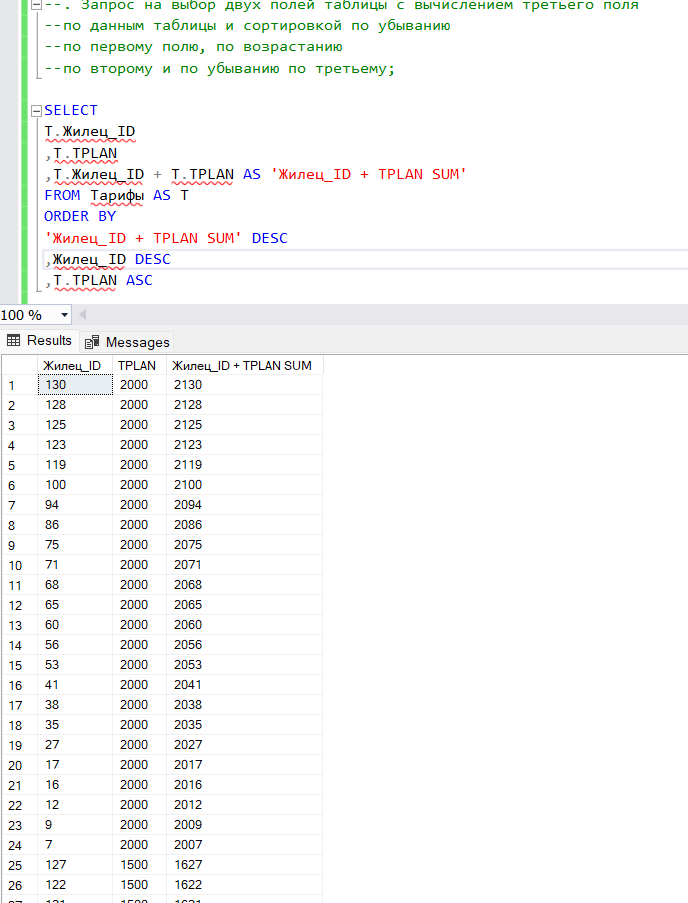 --. Запрос на выбор двух полей таблицы с вычислением третьего поля
--по данным таблицы и сортировкой по убыванию
--по первому полю, по возрастанию
--по второму и по убыванию по третьему;
SELECT
T.Жилец_ID
,T.TPLAN
,T.Жилец_ID + T.TPLAN AS 'Жилец_ID + TPLAN SUM'
FROM Тарифы AS T
ORDER BY
'Жилец_ID + TPLAN SUM' DESC
,Жилец_ID DESC
,T.TPLAN ASC
100 %
Results Messages
Жилец_ID TPLAN Жилец_ID + TPLAN SUM
1 130 2000 2130
2 128 2000 2128
3 125 2000 2125
4 123 2000 2123
5 119 2000 2119
6 100 2000 2100
7 94 2000 2094
8 86 2000 2086
9 75 2000 2075
10 71 2000 2071
11 68 2000 2068
12 65 2000 2065
13 60 2000 2060
14 56 2000 2056
15 53 2000 2053
16 41 2000 2041
17 38 2000 2038
18 35 2000 2035
19 27 2000 2027
20 17 2000 2017
21 16 2000 2016
22 12 2000 2012
23 9 2000 2009
24 7 2000 2007
25 127 1500 1627
26 122 1500 1622